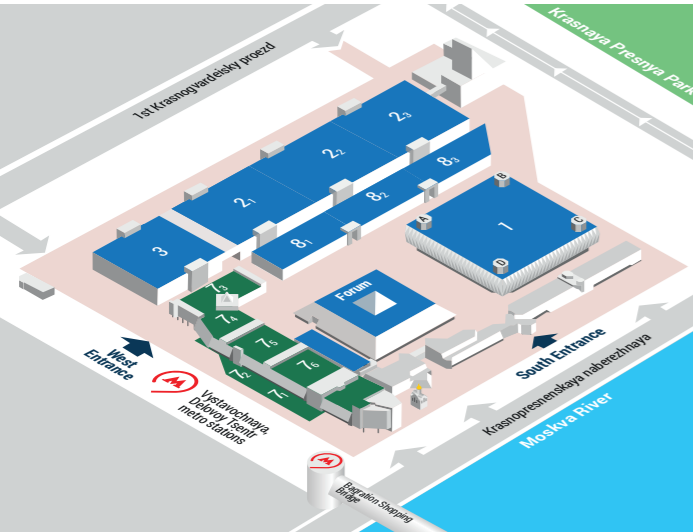 Krasnaya Presnya Park
1st Krasnogvardeisky proezd
2₃
2₂
2₁
3
8₃
8₂
8₁
B
A
C
D
1
Forum
7₃
7₄
7₅
7₆
7₂
7₁
West
Entrance
South Entrance
Krasnopresnenskaya naberezhnaya
Moskva River
Vystavochnaya,
Delovoy Tsentr
metro stations
M
M
Bagration Shopping
Bridge